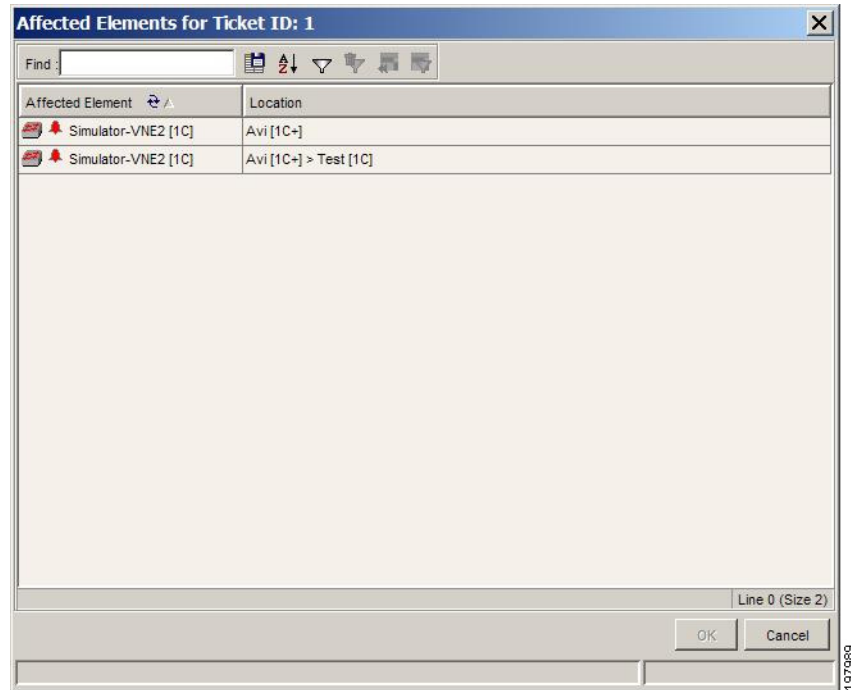 Affected Elements for Ticket ID: 1
Find :
Affected Element Location
Simulator-VNE2 [1C] Avi [1C+]
Simulator-VNE2 [1C] Avi [1C+] > Test [1C]
Line 0 (Size 2)
OK Cancel
197989